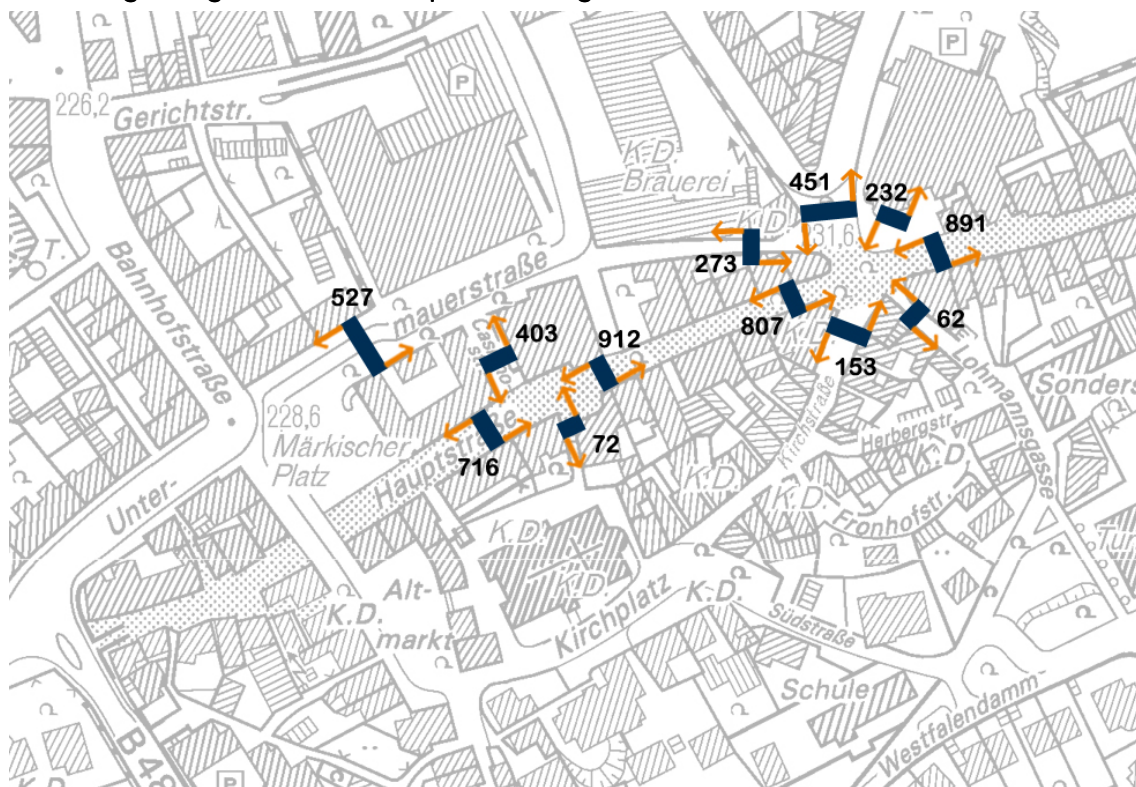 P
226,2
Gerichtstr.
P
K.D.
Brauerei
451
232
K.D.
231,6
891
273
T.
Bahnhofstraße
mauerstraße
527
403
912
807
62
153
Lohmannsgasse
Sonders
228,6
Märkischer
Platz
Hauptstraße
716
72
Kirchstraße
Herbergstr.
K.D.
K.D.
K.D.
Fronhofstr.
Unter-
K.D.
K.D.
Tur
Alt-
markt
K.D.
Kirchplatz
K.D.
Südstraße
Schule
Westfalendamm
B 48
P
K.D.